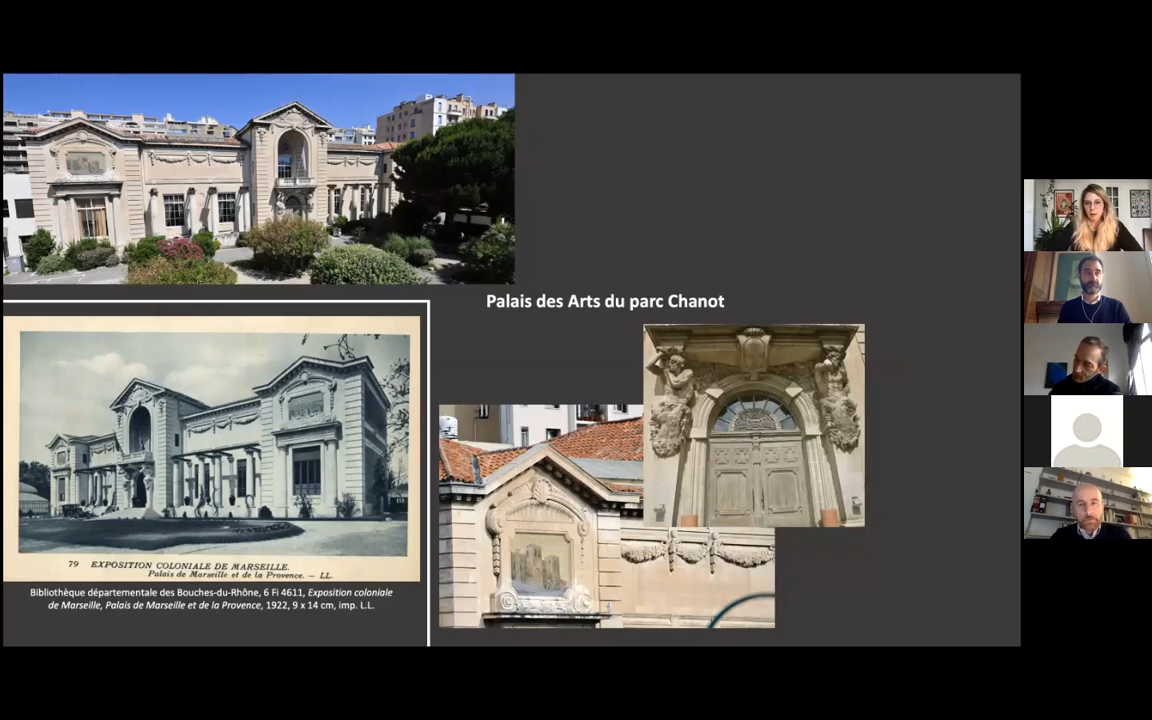 Palais des Arts du parc Chanot
79 EXPOSITION COLONIALE DE MARSEILLE.
Palais de Marseille et de la Provence. — LL
Bibliothèque départementale des Bouches-du-Rhône, 6 Fi 4611, Exposition coloniale
de Marseille, Palais de Marseille et de la Provence, 1922, 9 x 14 cm, imp. L.L.